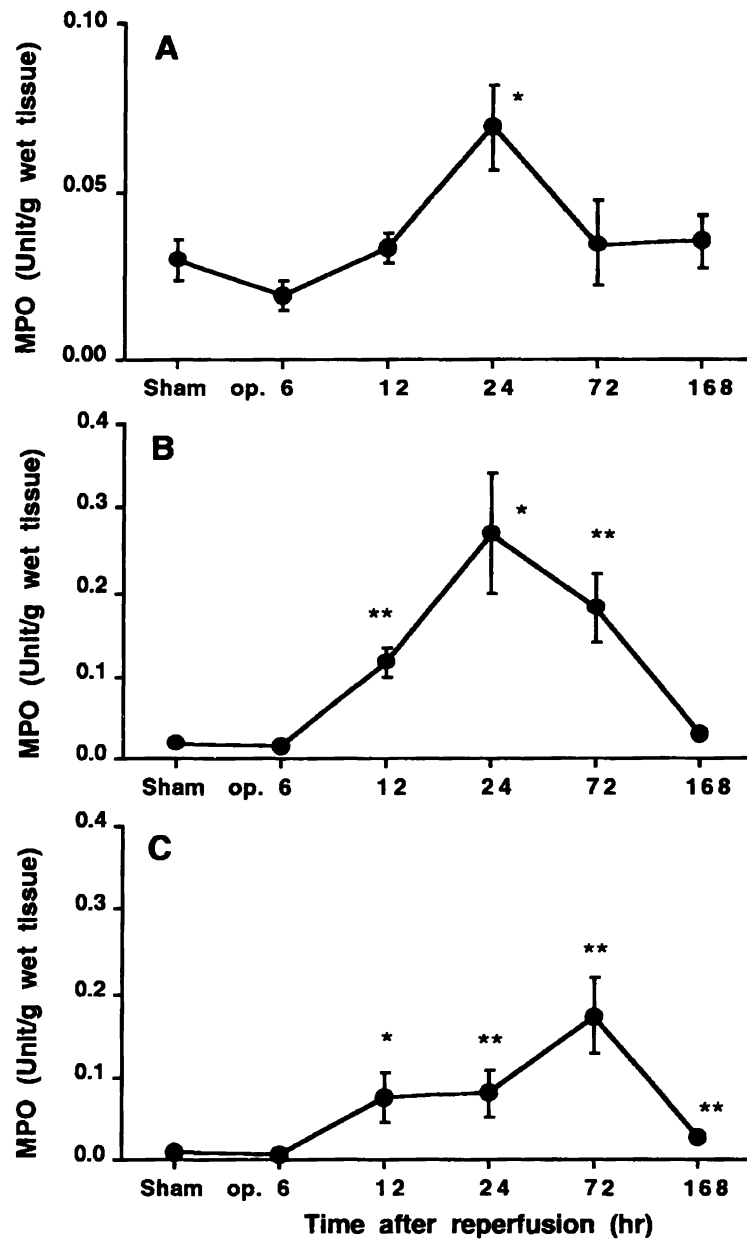 A
MPO (Unit/g wet tissue)
0.10
0.05
0.00
*
Sham op. 6 12 24 72 168
B
MPO (Unit/g wet tissue)
0.4
0.3
0.2
0.1
0.0
**
*
**
Sham op. 6 12 24 72 168
C
MPO (Unit/g wet tissue)
0.4
0.3
0.2
0.1
0.0
*
**
**
**
Sham op. 6 12 24 72 168
Time after reperfusion (hr)